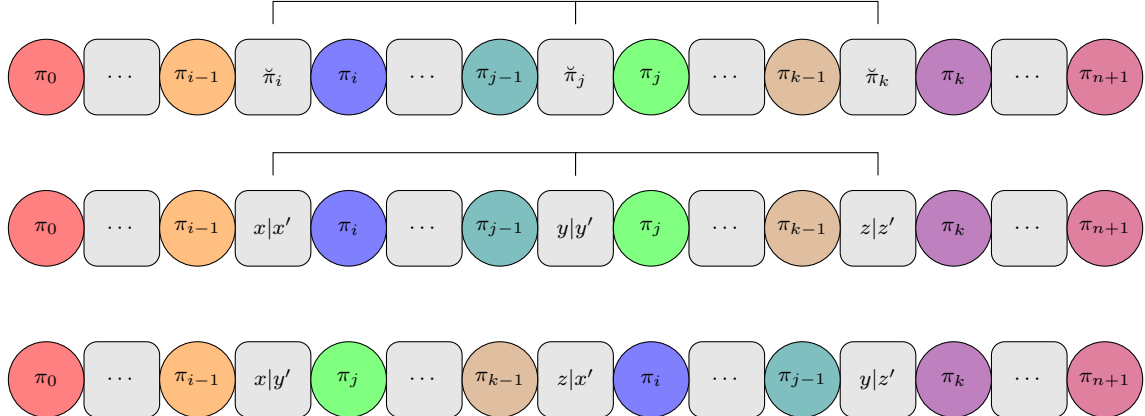 π₀ ⋯ πᵢ₋₁ π̆ᵢ πᵢ ⋯ πⱼ₋₁ π̆ⱼ πⱼ ⋯ πₖ₋₁ π̆ₖ πₖ ⋯ πₙ₊₁
π₀ ⋯ πᵢ₋₁ x|x′ πᵢ ⋯ πⱼ₋₁ y|y′ πⱼ ⋯ πₖ₋₁ z|z′ πₖ ⋯ πₙ₊₁
π₀ ⋯ πᵢ₋₁ x|y′ πⱼ ⋯ πₖ₋₁ z|x′ πᵢ ⋯ πⱼ₋₁ y|z′ πₖ ⋯ πₙ₊₁